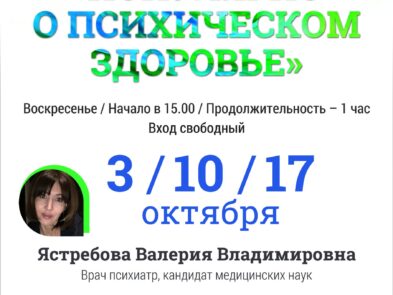 О ПСИХИЧЕСКОМ
ЗДОРОВЬЕ»
Воскресенье / Начало в 15.00 / Продолжительность – 1 час
Вход свободный
3 / 10 / 17
октября
Ястребова Валерия Владимировна
Врач психиатр, кандидат медицинских наук